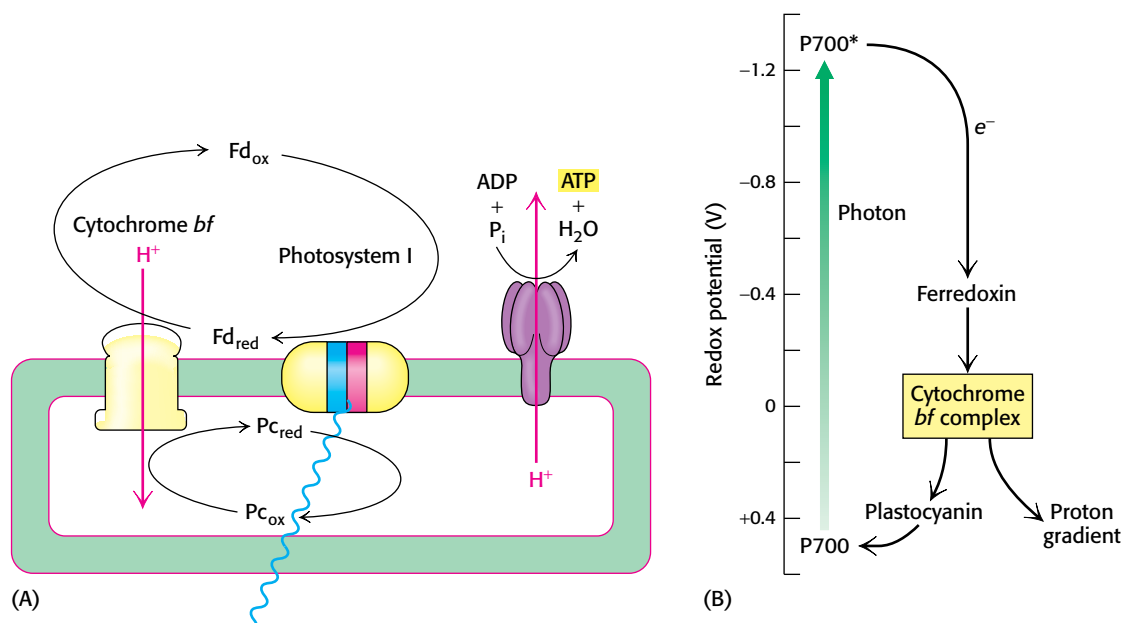 Fd_ox
Cytochrome bf
H⁺
Photosystem I
Fd_red
Pc_red
Pc_ox
ADP
+
P_i
ATP
+
H₂O
H⁺
(A)
Redox potential (V)
−1.2
−0.8
−0.4
0
+0.4
P700*
e⁻
Photon
Ferredoxin
Cytochrome
bf complex
Plastocyanin
Proton
gradient
P700
(B)